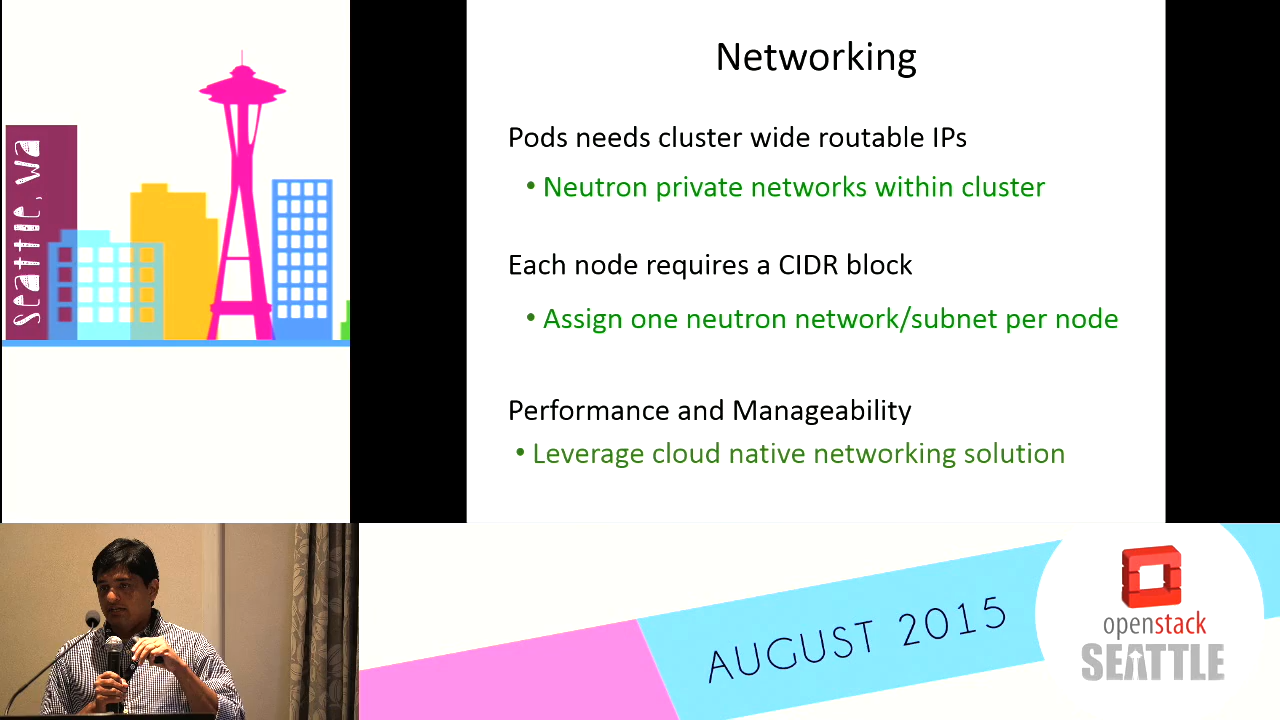 Seattle, WA
Networking
Pods needs cluster wide routable IPs
• Neutron private networks within cluster
Each node requires a CIDR block
• Assign one neutron network/subnet per node
Performance and Manageability
• Leverage cloud native networking solution
AUGUST 2015
openstack
SEATTLE